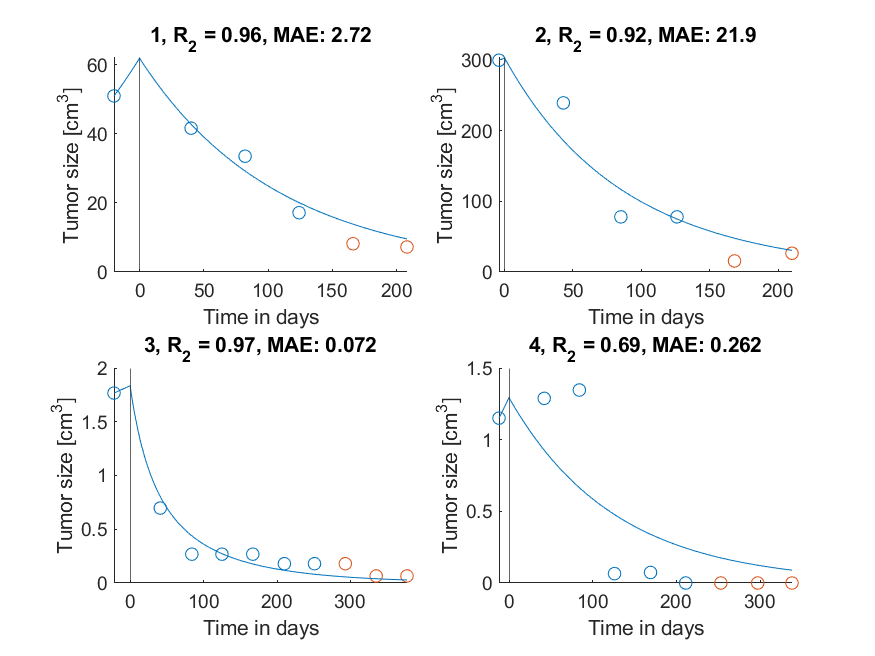 1, R2 = 0.96, MAE: 2.72
Tumor size [cm3]
60
40
20
0
0 50 100 150 200
Time in days
2, R2 = 0.92, MAE: 21.9
Tumor size [cm3]
300
200
100
0
0 50 100 150 200
Time in days
3, R2 = 0.97, MAE: 0.072
Tumor size [cm3]
2
1.5
1
0.5
0
0 100 200 300
Time in days
4, R2 = 0.69, MAE: 0.262
Tumor size [cm3]
1.5
1
0.5
0
0 100 200 300
Time in days